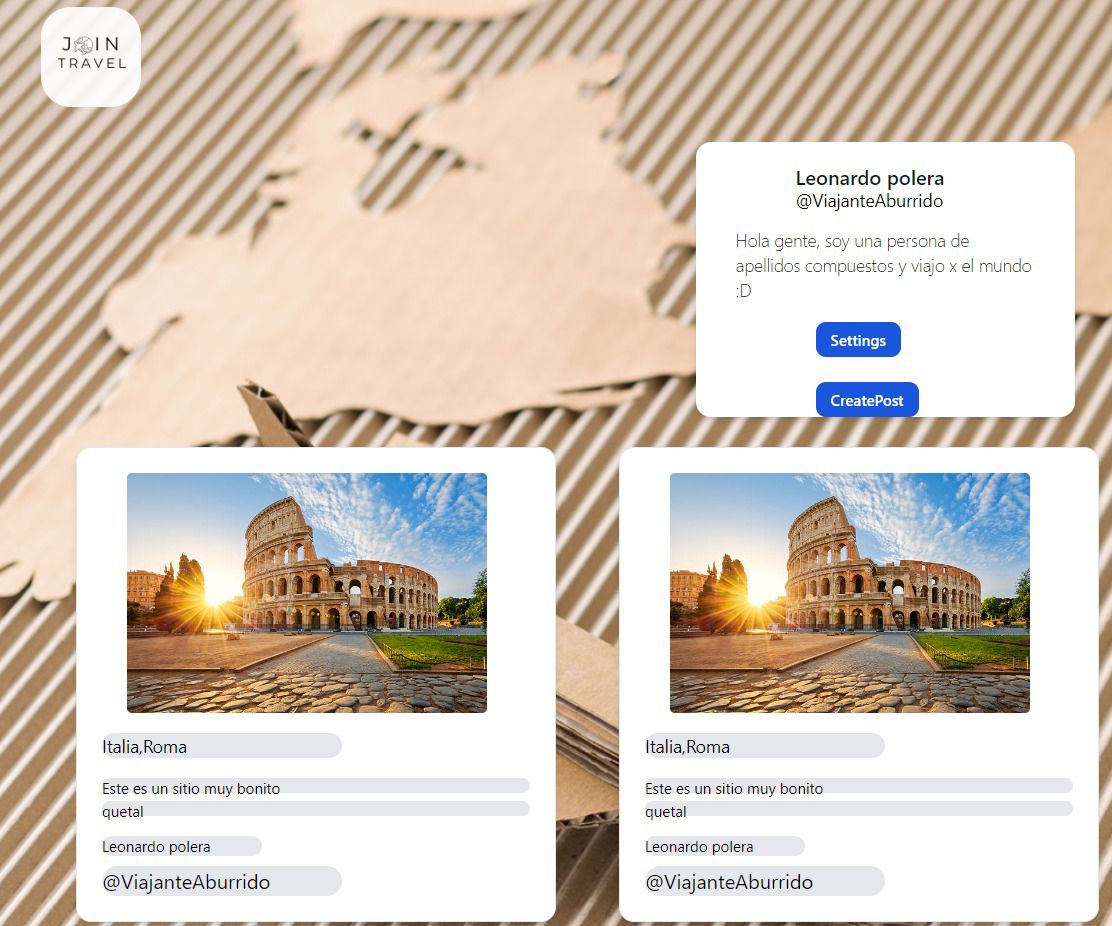 JOIN
TRAVEL
Leonardo polera
@ViajanteAburrido
Hola gente, soy una persona de
apellidos compuestos y viajo x el mundo
:D
Settings
CreatePost
Italia,Roma
Este es un sitio muy bonito
quetal
Leonardo polera
@ViajanteAburrido
Italia,Roma
Este es un sitio muy bonito
quetal
Leonardo polera
@ViajanteAburrido